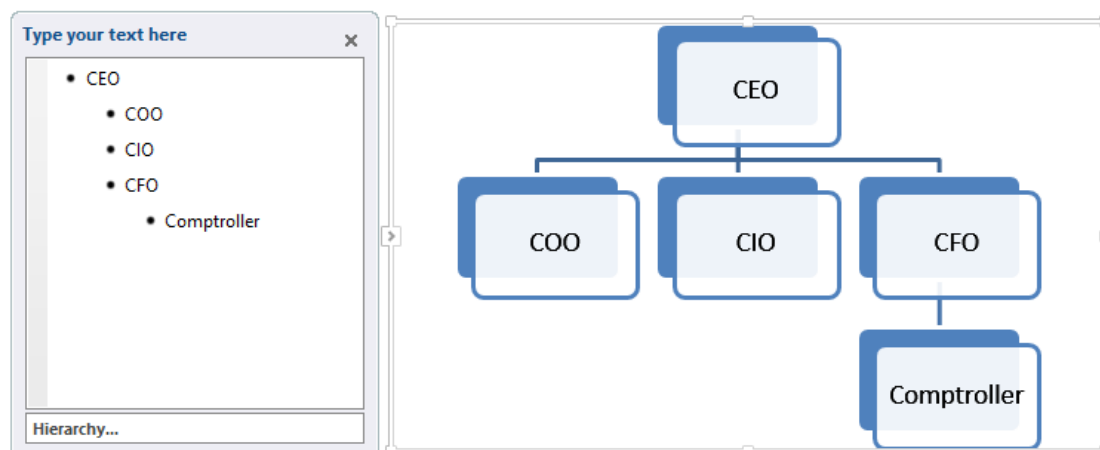 Type your text here
CEO
COO
CIO
CFO
Comptroller
Hierarchy...
CEO
COO CIO CFO
Comptroller